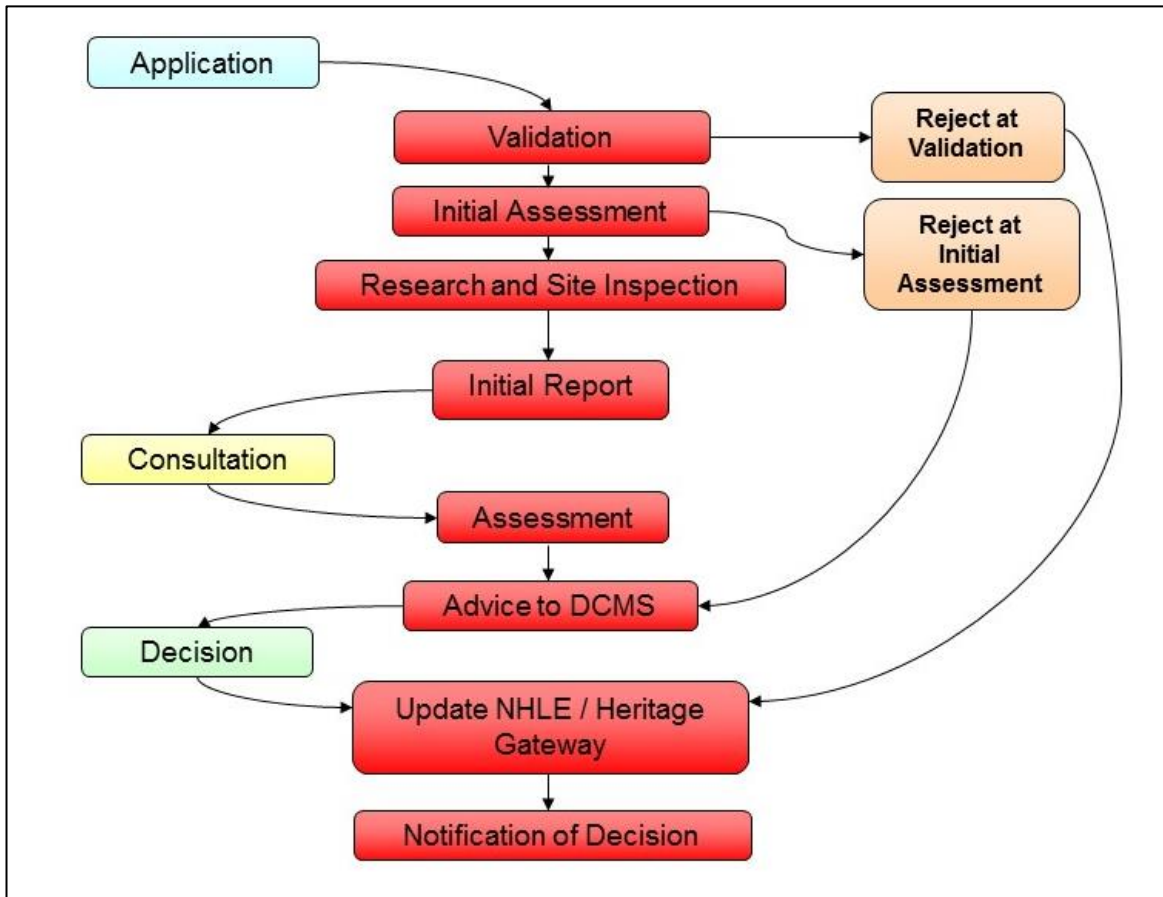 Application
Validation
Reject at
Validation
Initial Assessment
Reject at
Initial
Assessment
Research and Site Inspection
Initial Report
Consultation
Assessment
Advice to DCMS
Decision
Update NHLE / Heritage
Gateway
Notification of Decision